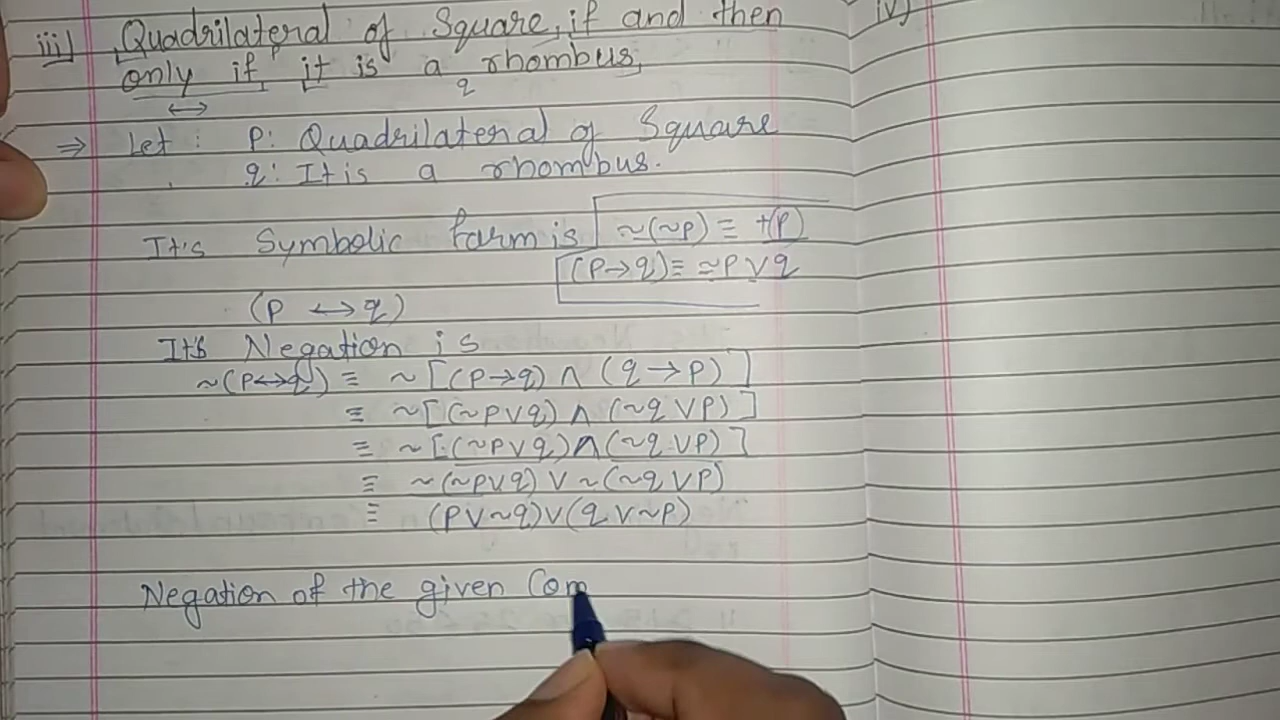 iii) Quadrilateral of Square, if and then iv)
only if, it is a rhombus,
↔ q
⇒ Let : p: Quadrilateral of Square
q: It is a rhombus.
It's Symbolic farm is ~(~p) ≡ +(p)
(p→q) ≡ ~p∨q
(p ↔ q)
It's Negation is
~(p↔q) ≡ ~[(p→q) ∧ (q→p)]
≡ ~[(~p∨q) ∧ (~q∨p)]
≡ ~[(~p∨q)∧(~q∨p)]
≡ ~(~p∨q) ∨ ~(~q∨p)
≡ (p∨~q)∨(q∨~p)
Negation of the given Com